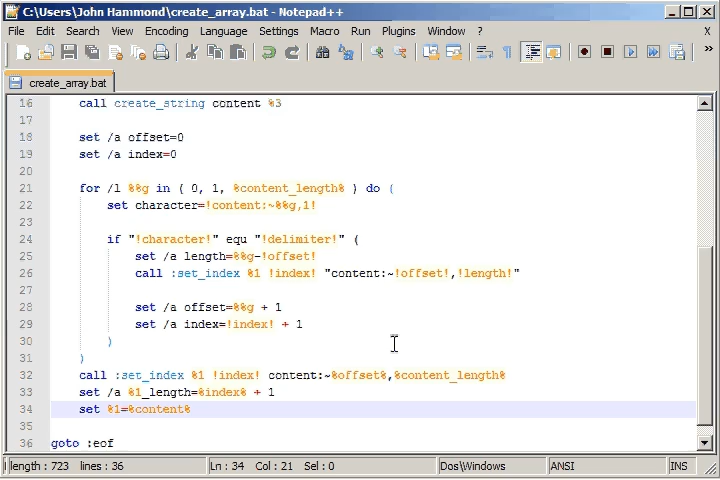 C:\Users\John Hammond\create_array.bat - Notepad++
File Edit Search View Encoding Language Settings Macro Run Plugins Window ? X
create_array.bat
16 call create_string content %3
17
18 set /a offset=0
19 set /a index=0
20
21 for /l %%g in ( 0, 1, %content_length% ) do (
22 set character=!content:~%%g,1!
23
24 if "!character!" equ "!delimiter!" (
25 set /a length=%%g-!offset!
26 call :set_index %1 !index! "content:~!offset!,!length!"
27
28 set /a offset=%%g + 1
29 set /a index=!index! + 1
30 )
31 )
32 call :set_index %1 !index! content:~%offset%,%content_length%
33 set /a %1_length=%index% + 1
34 set %1=%content%
35
36 goto :eof
length : 723 lines : 36 Ln : 34 Col : 21 Sel : 0 Dos\Windows ANSI INS